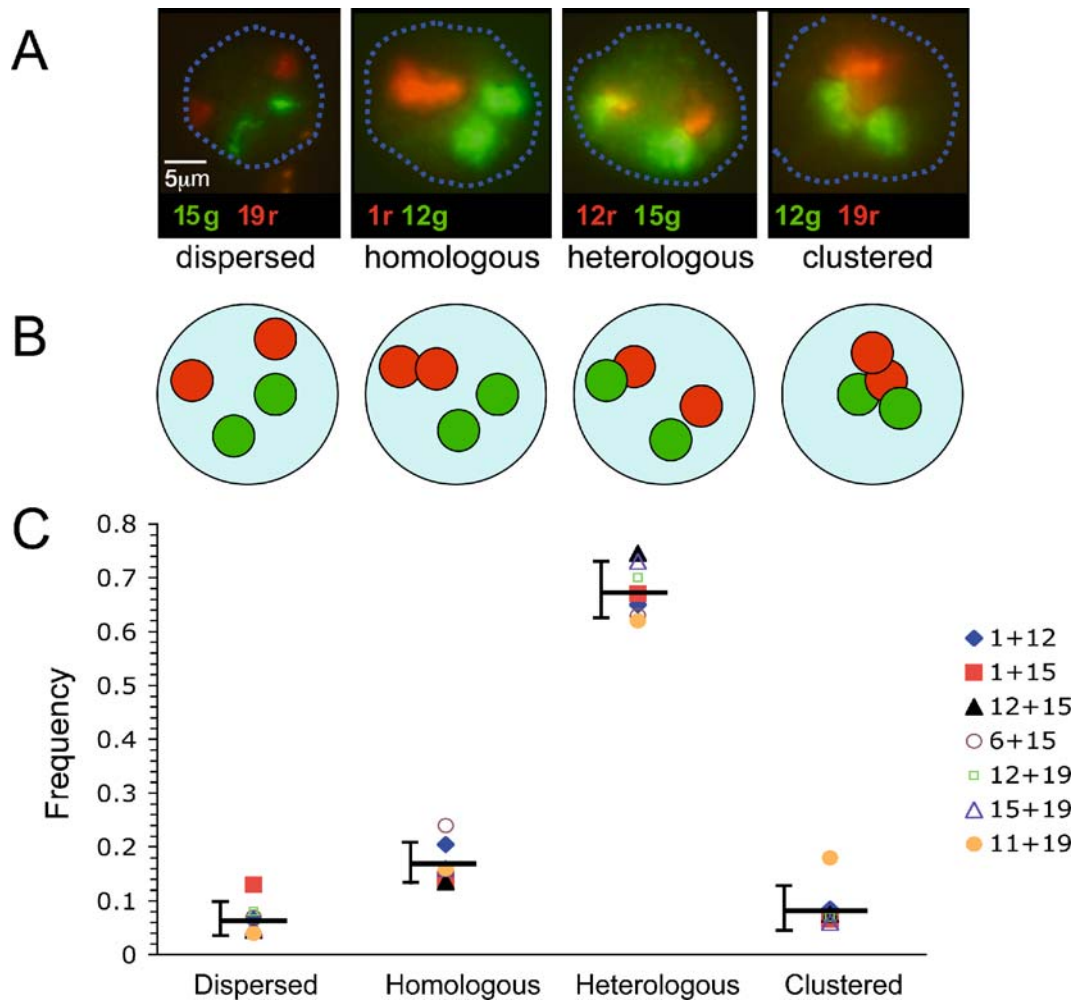 A
5μm
15g 19r
1r 12g
12r 15g
12g 19r
dispersed
homologous
heterologous
clustered
B
C
0.8
0.7
0.6
0.5
0.4
0.3
0.2
0.1
0
Frequency
Dispersed
Homologous
Heterologous
Clustered
1+12
1+15
12+15
6+15
12+19
15+19
11+19